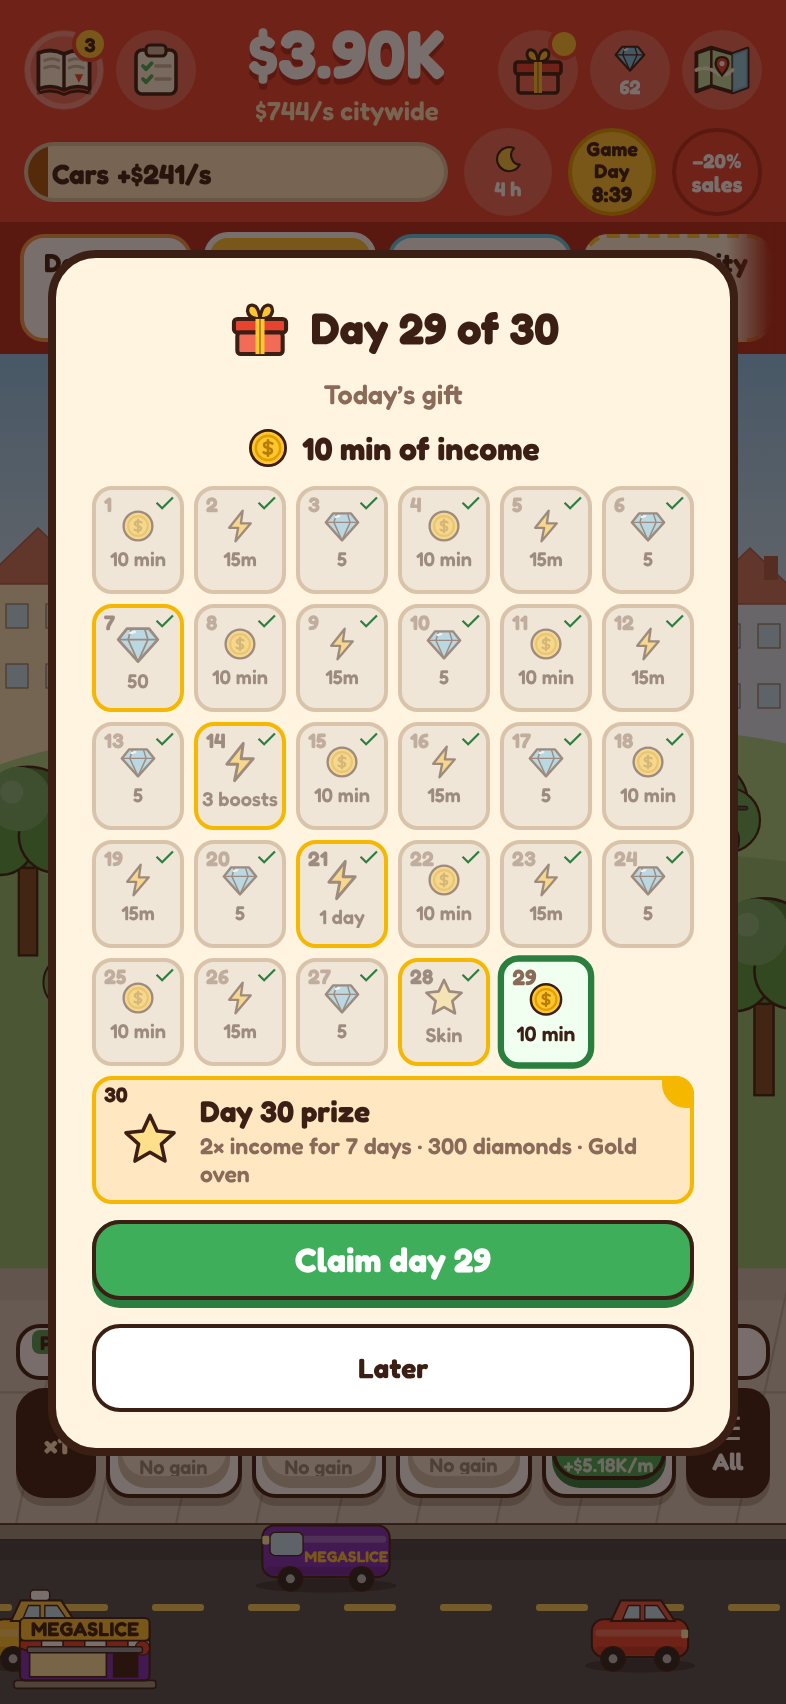 3
$3.90K
$744/s citywide
62
Cars +$241/s
4 h
Game
Day
8:39
-20%
sales
Day 29 of 30
Today's gift
10 min of income
1
10 min
2
15m
3
5
4
10 min
5
15m
6
5
7
50
8
10 min
9
15m
10
5
11
10 min
12
15m
13
5
14
3 boosts
15
10 min
16
15m
17
5
18
10 min
19
15m
20
5
21
1 day
22
10 min
23
15m
24
5
25
10 min
26
15m
27
5
28
Skin
29
10 min
30
Day 30 prize
2× income for 7 days · 300 diamonds · Gold
oven
Claim day 29
Later
No gain
No gain
No gain
+$5.18K/m
All
MEGASLICE
MEGASLICE